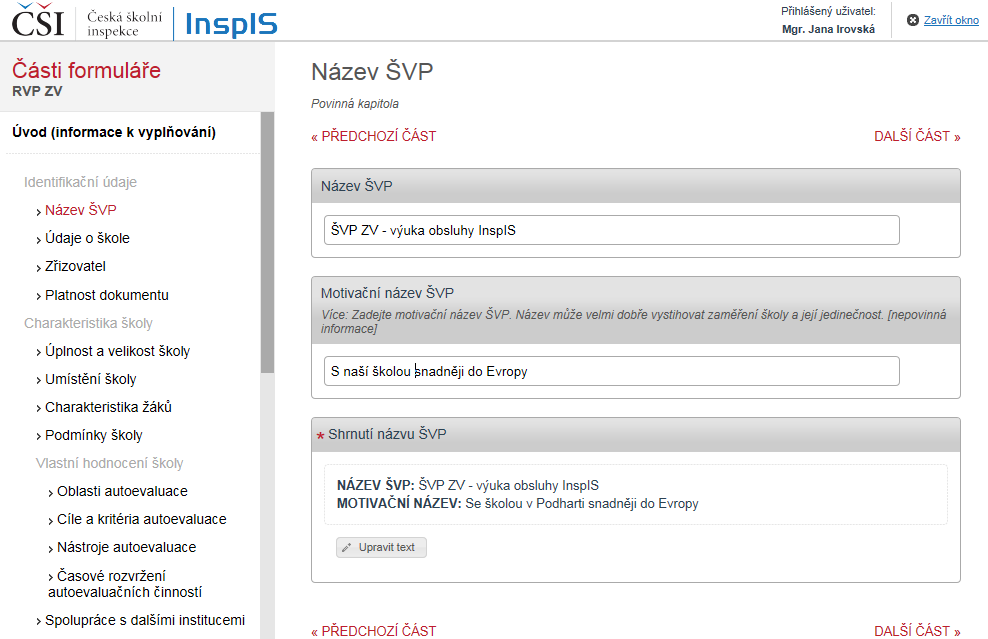 ČŠI
Česká školní
inspekce
InspIS
Přihlášený uživatel:
Mgr. Jana Irovská
Zavřít okno
Části formuláře
RVP ZV
Úvod (informace k vyplňování)
Identifikační údaje
Název ŠVP
Údaje o škole
Zřizovatel
Platnost dokumentu
Charakteristika školy
Úplnost a velikost školy
Umístění školy
Charakteristika žáků
Podmínky školy
Vlastní hodnocení školy
Oblasti autoevaluace
Cíle a kritéria autoevaluace
Nástroje autoevaluace
Časové rozvržení
autoevaluačních činností
Spolupráce s dalšími institucemi
Název ŠVP
Povinná kapitola
« PŘEDCHOZÍ ČÁST
DALŠÍ ČÁST »
Název ŠVP
ŠVP ZV - výuka obsluhy InspIS
Motivační název ŠVP
Více: Zadejte motivační název ŠVP. Název může velmi dobře vystihovat zaměření školy a její jedinečnost. [nepovinná
informace]
S naší školou snadněji do Evropy
* Shrnutí názvu ŠVP
NÁZEV ŠVP: ŠVP ZV - výuka obsluhy InspIS
MOTIVAČNÍ NÁZEV: Se školou v Podharti snadněji do Evropy
Upravit text
« PŘEDCHOZÍ ČÁST
DALŠÍ ČÁST »